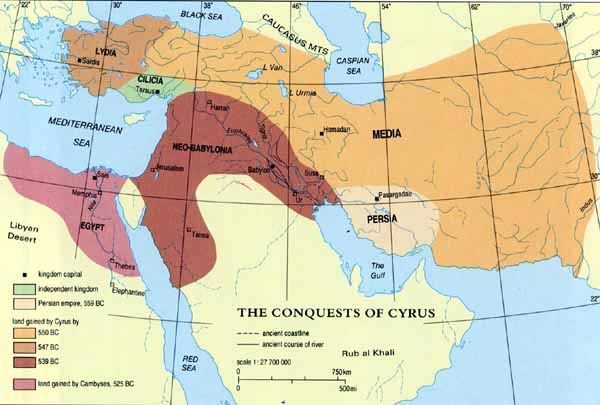 22°
30°
38°
46°
54°
62°
70°
BLACK SEA
CAUCASUS MTS
CASPIAN
SEA
Jaxartes
LYDIA
Sardis
CILICIA
Tarsus
L Van
L Urmia
38°
Harran
Euphrates
Tigris
Hamadan
MEDIA
MEDITERRANEAN
SEA
NEO-BABYLONIA
Jerusalem
Babylon
Susa
Ur
Pasargadae
PERSIA
30°
Indus
Sais
Memphis
Nile
EGYPT
Libyan
Desert
Taima
The
Gulf
22°
Thebes
Elephantine
kingdom capital
independent kingdom
Persian empire, 559 BC
land gained by Cyrus by
550 BC
547 BC
539 BC
land gained by Cambyses, 525 BC
THE CONQUESTS OF CYRUS
ancient coastline
ancient course of river
scale 1: 27 700 000
Rub al Khali
750km
0
500mi
RED
SEA